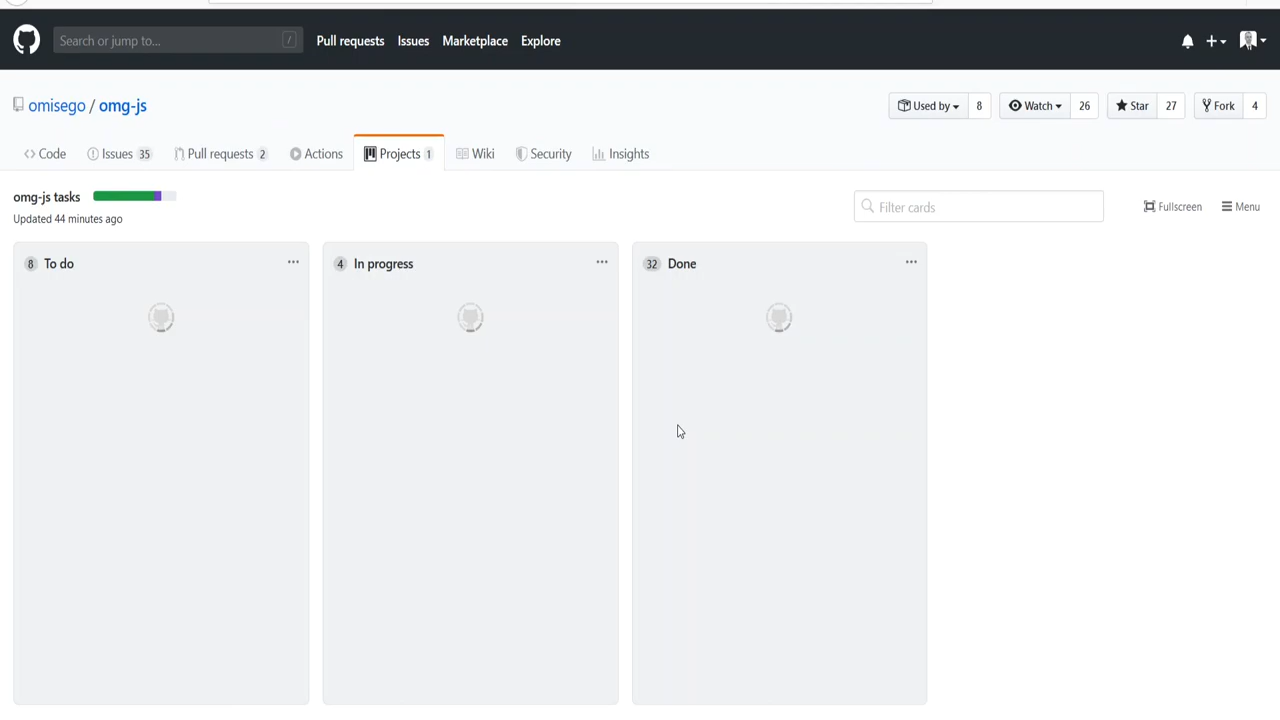 Search or jump to... /
Pull requests Issues Marketplace Explore
omisego / omg-js
Used by 8 Watch 26 Star 27 Fork 4
Code Issues 35 Pull requests 2 Actions Projects 1 Wiki Security Insights
omg-js tasks
Updated 44 minutes ago
Filter cards
Fullscreen Menu
8 To do ... 4 In progress ... 32 Done ...